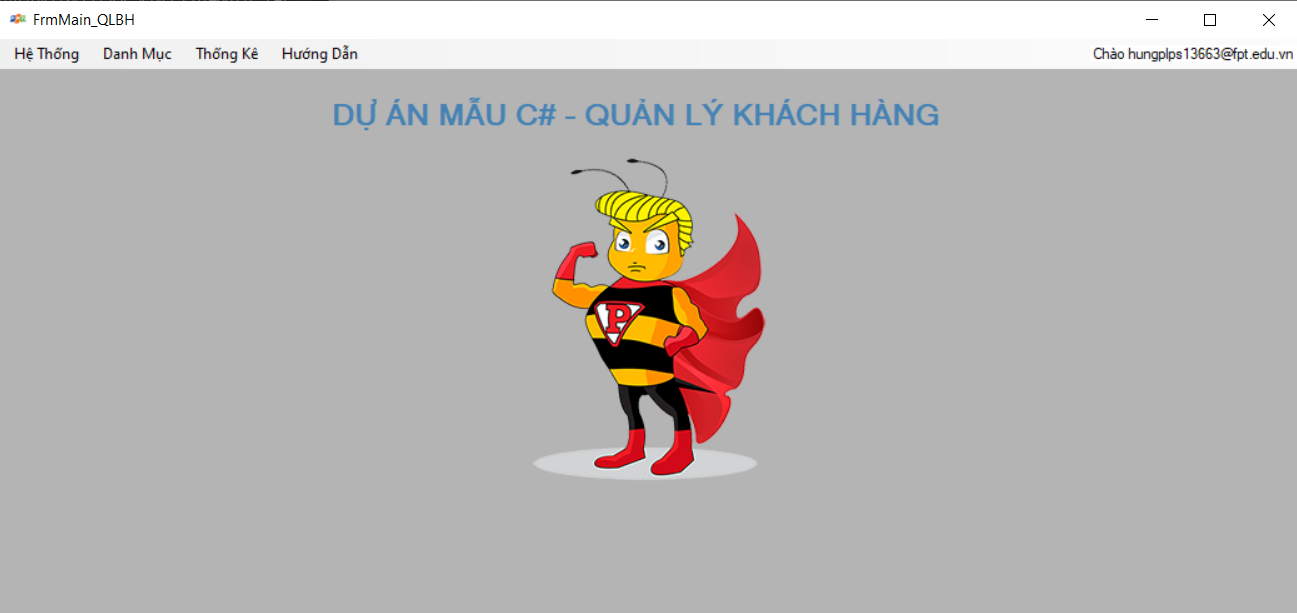 FrmMain_QLBH
Hệ Thống Danh Mục Thống Kê Hướng Dẫn Chào hungplps13663@fpt.edu.vn
DỰ ÁN MẪU C# - QUẢN LÝ KHÁCH HÀNG
P